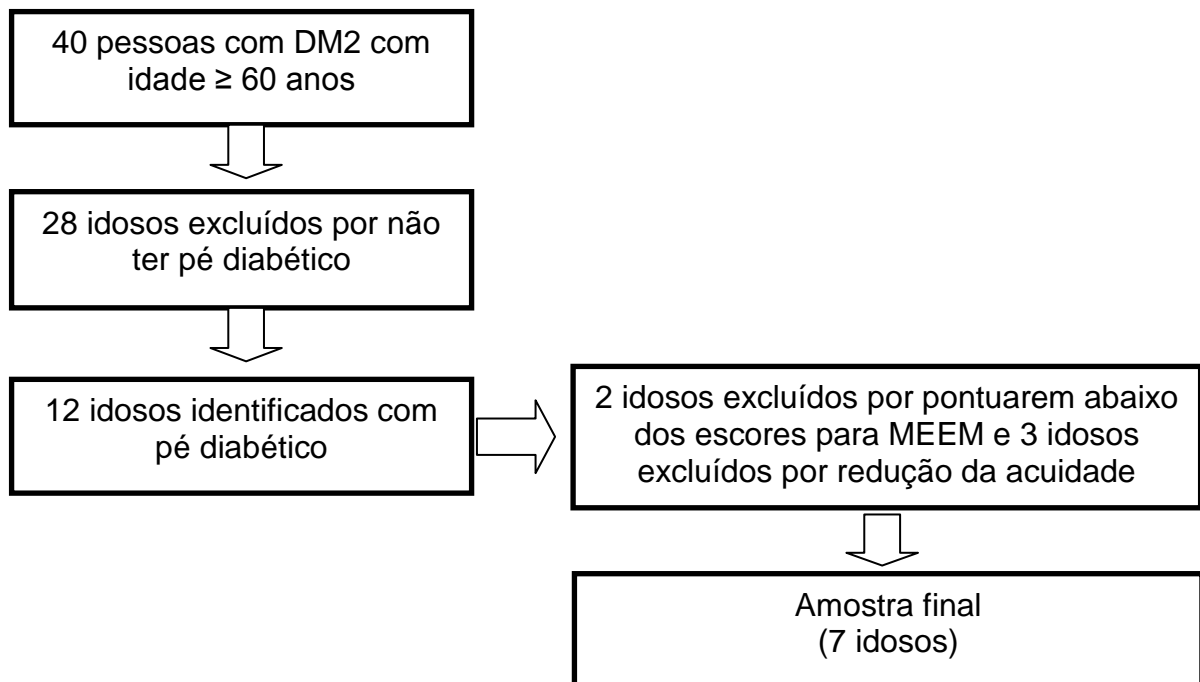 40 pessoas com DM2 com
idade ≥ 60 anos
28 idosos excluídos por não
ter pé diabético
12 idosos identificados com
pé diabético
2 idosos excluídos por pontuarem abaixo
dos escores para MEEM e 3 idosos
excluídos por redução da acuidade
Amostra final
(7 idosos)